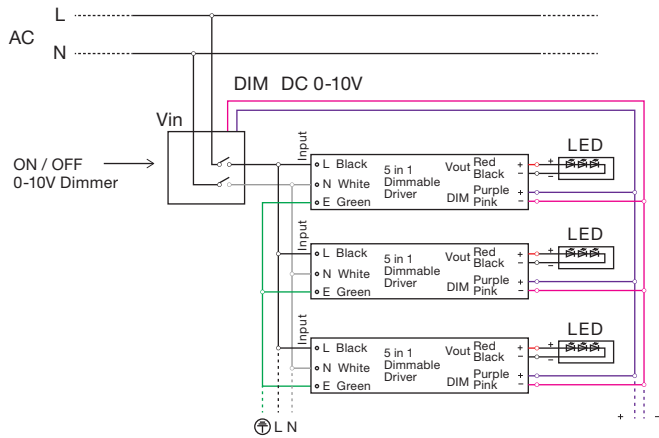 L
AC
N
DIM DC 0-10V
Vin
ON / OFF
0-10V Dimmer
Input
L Black
N White
E Green
5 in 1
Dimmable
Driver
Vout Red +
Black −
Purple +
DIM Pink −
+
−
LED
Input
L Black
N White
E Green
5 in 1
Dimmable
Driver
Vout Red +
Black −
Purple +
DIM Pink −
+
−
LED
Input
L Black
N White
E Green
5 in 1
Dimmable
Driver
Vout Red +
Black −
Purple +
DIM Pink −
+
−
LED
L N
+ −